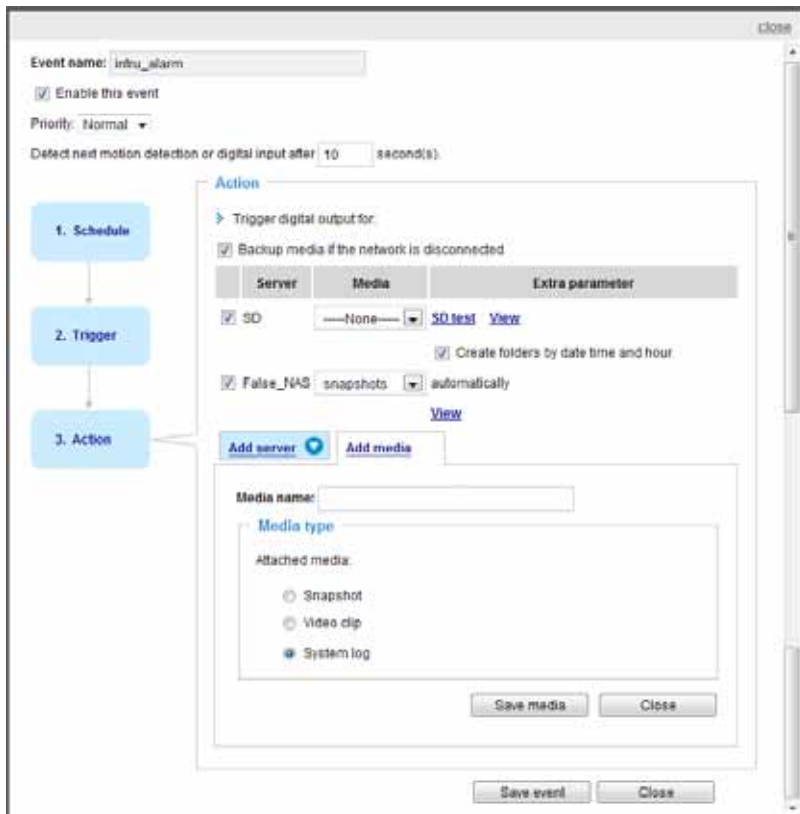 close
Event name: infru_alarm
Enable this event
Priority: Normal
Detect next motion detection or digital input after 10 second(s).
Action
1. Schedule
Trigger digital output for:
Backup media if the network is disconnected
Server Media Extra parameter
SD -----None----- SD test View
2. Trigger
Create folders by date time and hour
False_NAS snapshots automatically
View
3. Action
Add server Add media
Media name:
Media type
Attached media:
Snapshot
Video clip
System log
Save media Close
Save event Close